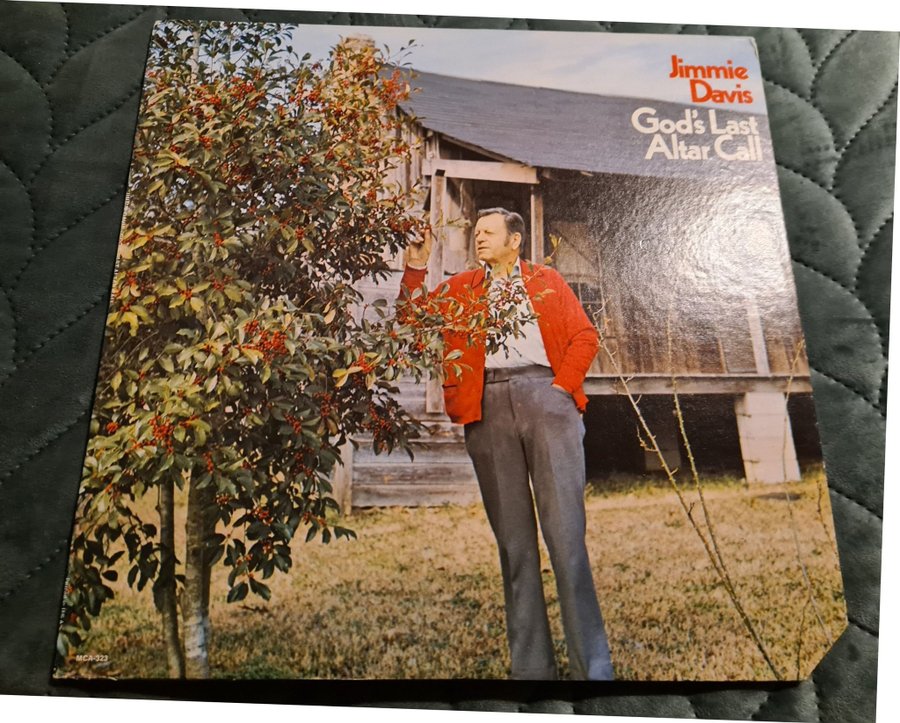 Jimmie
Davis
God's Last
Altar Call
MCA-323